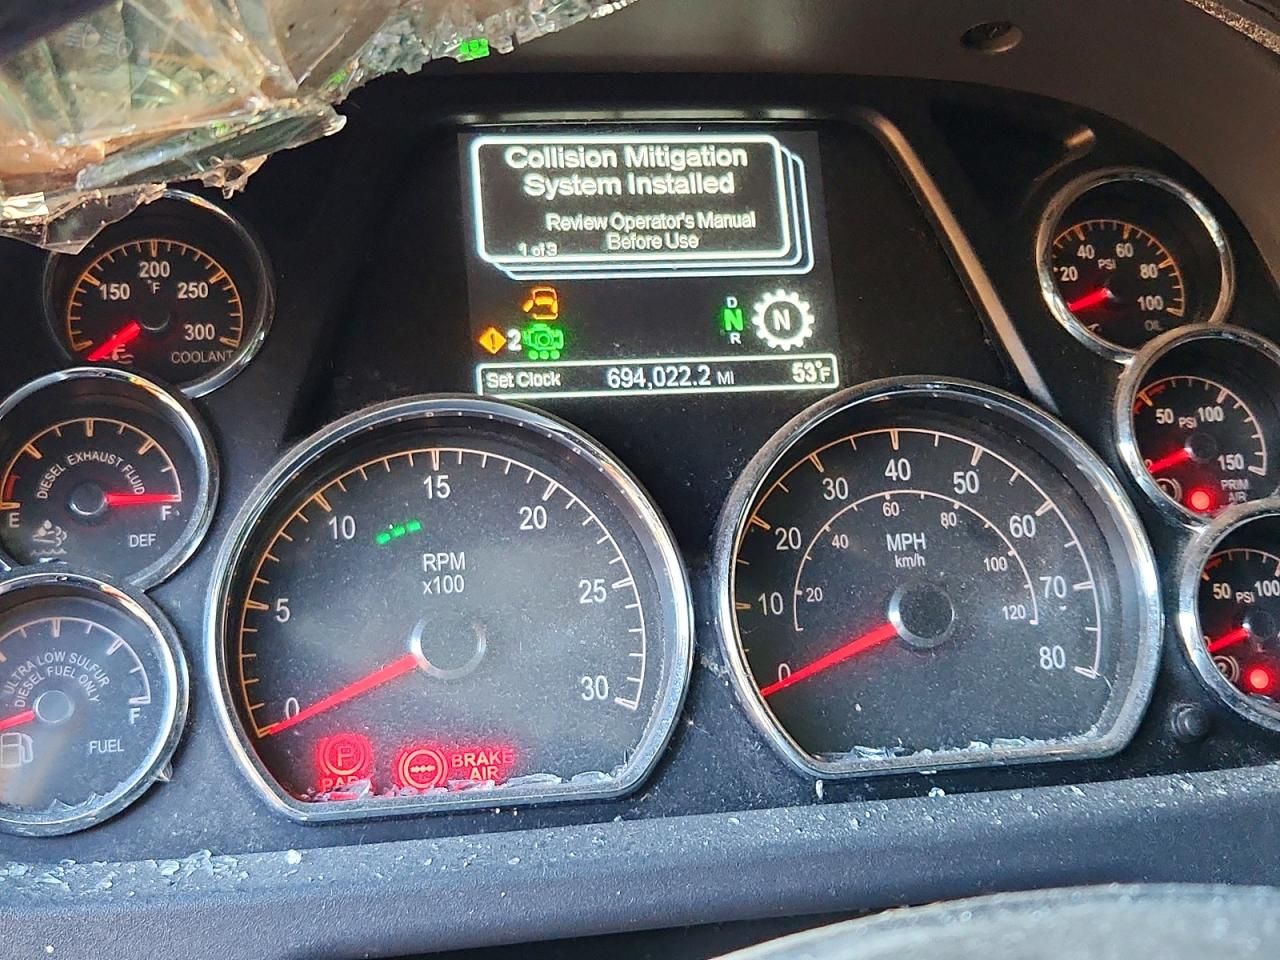 Collision Mitigation
System Installed
Review Operator's Manual
Before Use
1 of 3
2
D
N
R
N
Set Clock 694,022.2 MI 53°F
150 200 250 300
°F
COOLANT
DIESEL EXHAUST FLUID
E F
DEF
ULTRA LOW SULFUR
DIESEL FUEL ONLY
F
FUEL
0 5 10 15 20 25 30
RPM
x100
P
PARK
BRAKE
AIR
0 10 20 30 40 50 60 70 80
20 40 60 80 100 120
MPH
km/h
20 40 60 80 100
PSI
OIL
50 PSI 100
150
PRIM
AIR
50 PSI 100